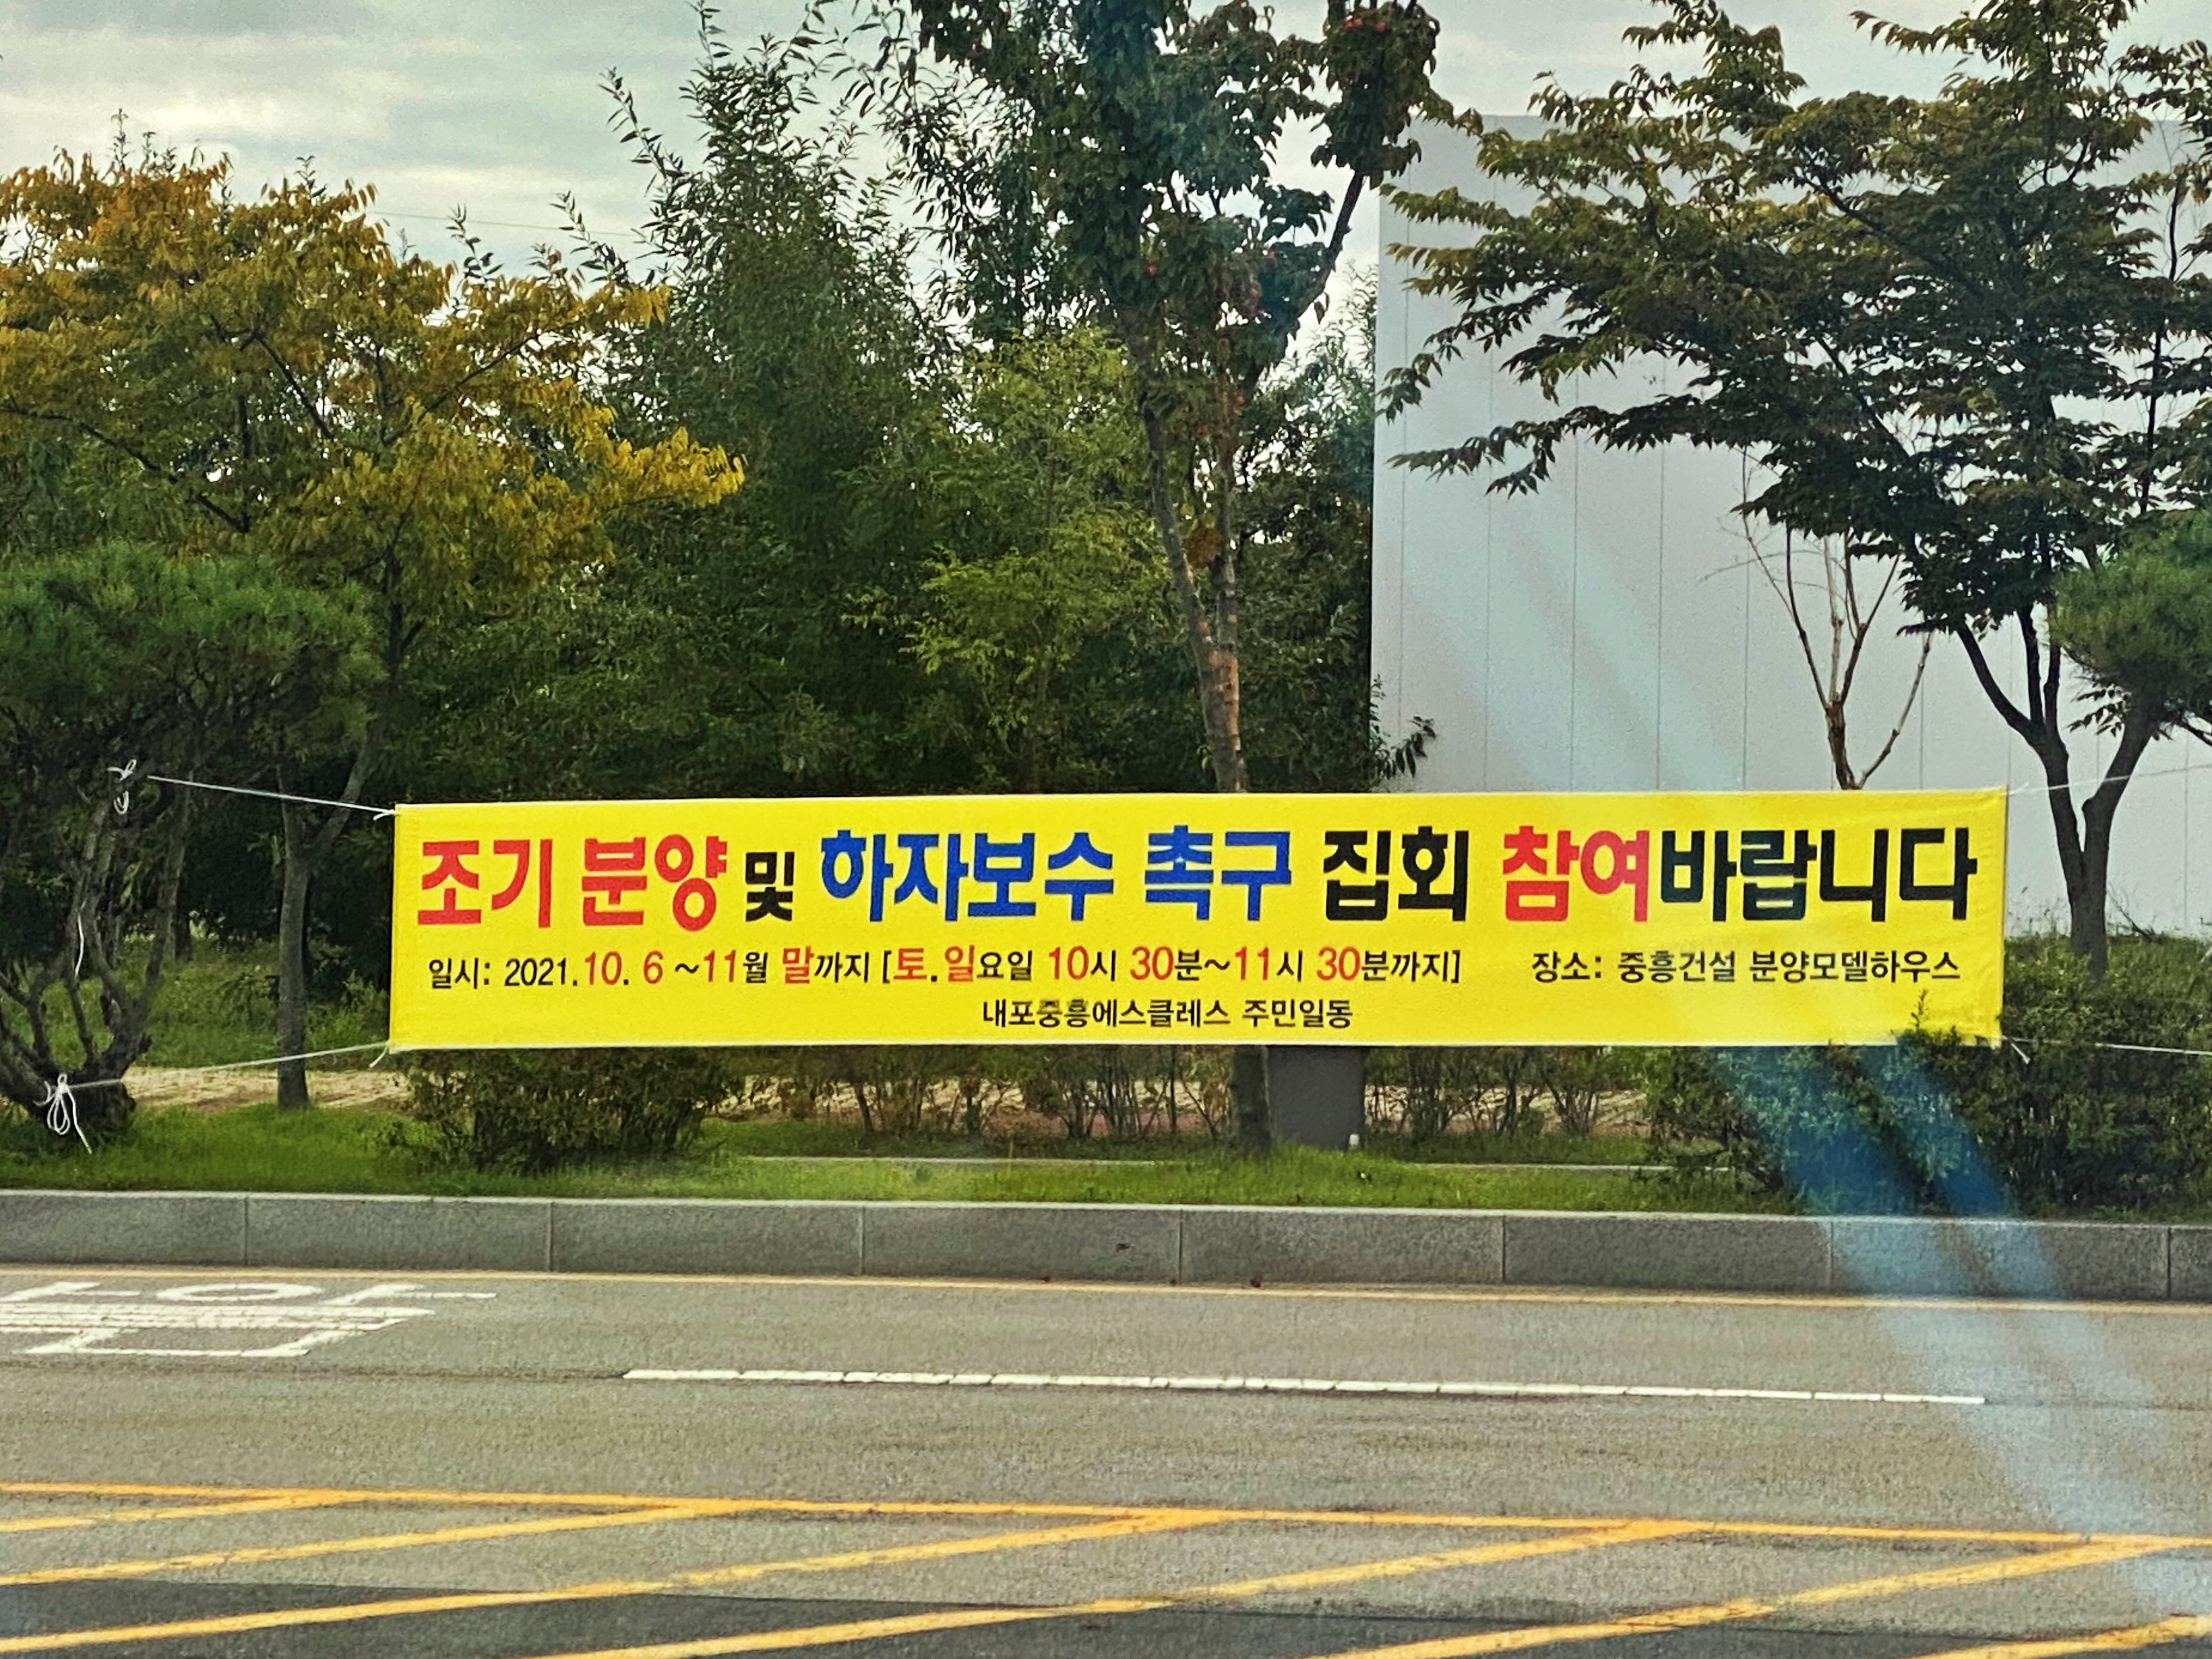 조기 분양 및 하자보수 촉구 집회 참여바랍니다
일시: 2021.10. 6 ~11월 말까지 [토.일요일 10시 30분~11시 30분까지] 장소: 중흥건설 분양모델하우스
내포중흥에스클레스 주민일동